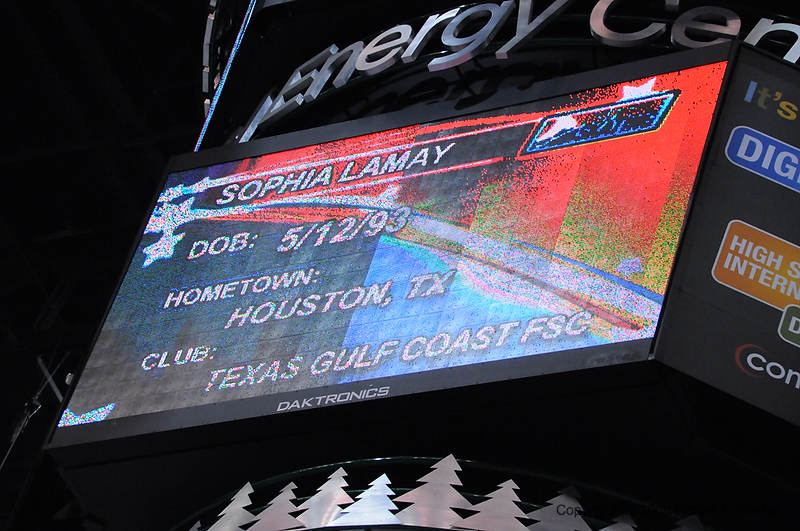 Energy Cen
SOPHIA LAMAY
DOB: 5/12/93
HOMETOWN:
HOUSTON, TX
CLUB:
TEXAS GULF COAST FSC
DAKTRONICS
It's
DIGI
HIGH S
INTERN
D
com